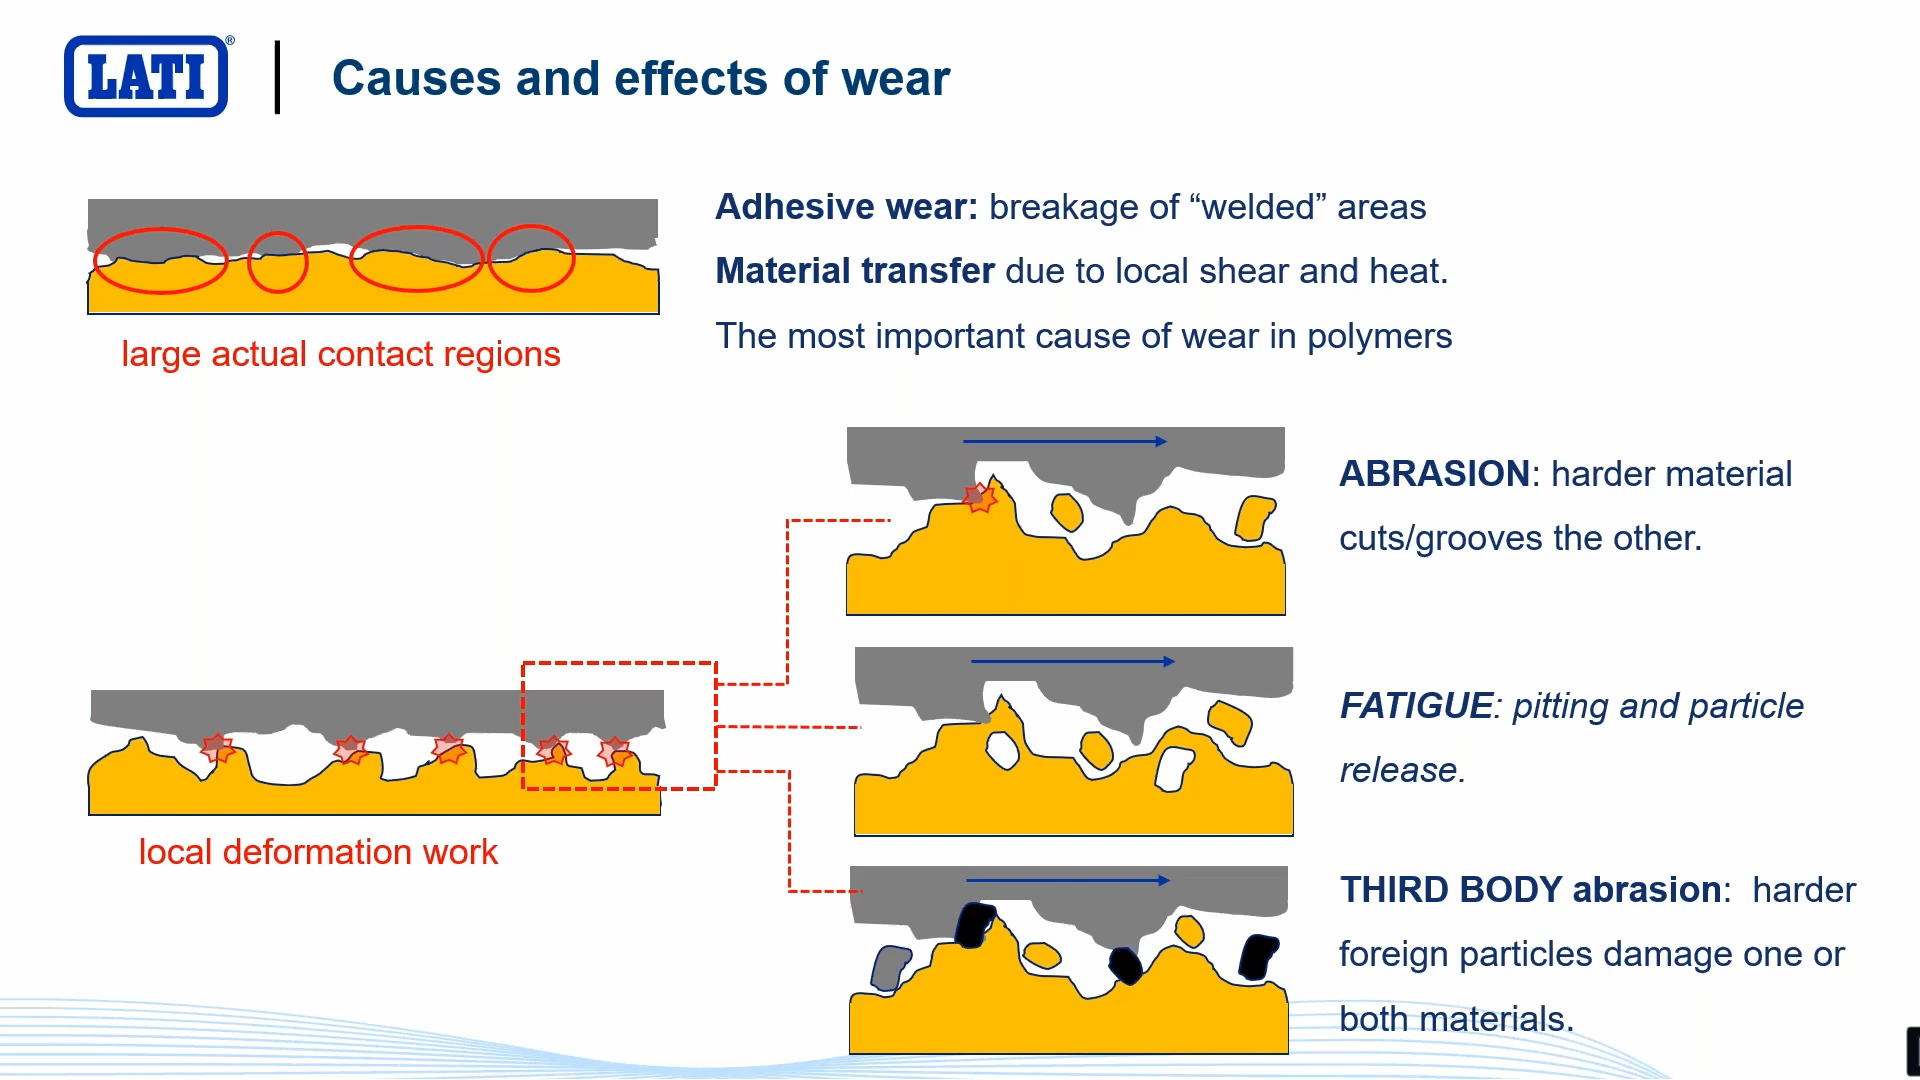 LATI®
Causes and effects of wear
Adhesive wear: breakage of “welded” areas
Material transfer due to local shear and heat.
The most important cause of wear in polymers
large actual contact regions
ABRASION: harder material
cuts/grooves the other.
FATIGUE: pitting and particle
release.
local deformation work
THIRD BODY abrasion:  harder
foreign particles damage one or
both materials.